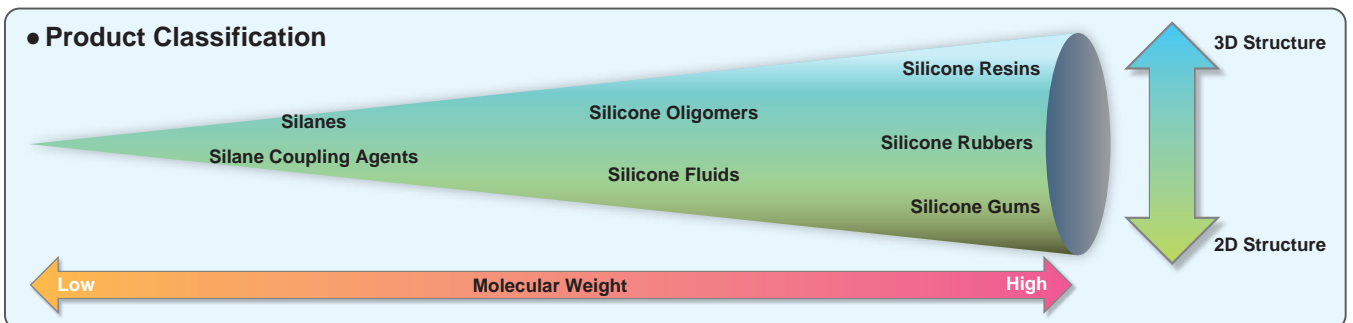 ● Product Classification
3D Structure
Silicone Resins
Silanes
Silicone Oligomers
Silicone Rubbers
Silane Coupling Agents
Silicone Fluids
Silicone Gums
2D Structure
Low
Molecular Weight
High